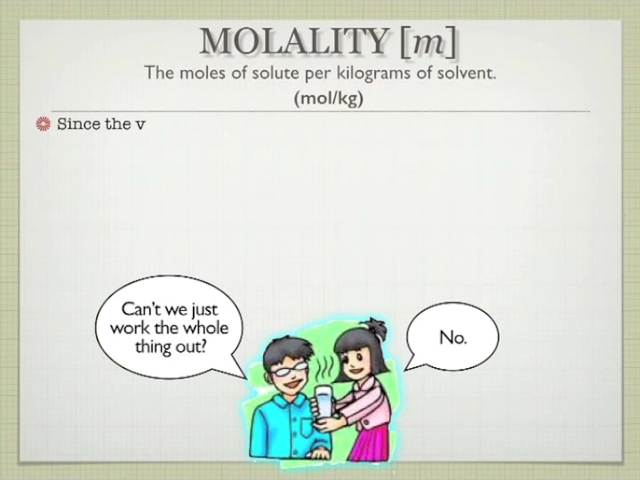 MOLALITY [m]
The moles of solute per kilograms of solvent.
(mol/kg)
Since the v
Can't we just
work the whole
thing out?
No.